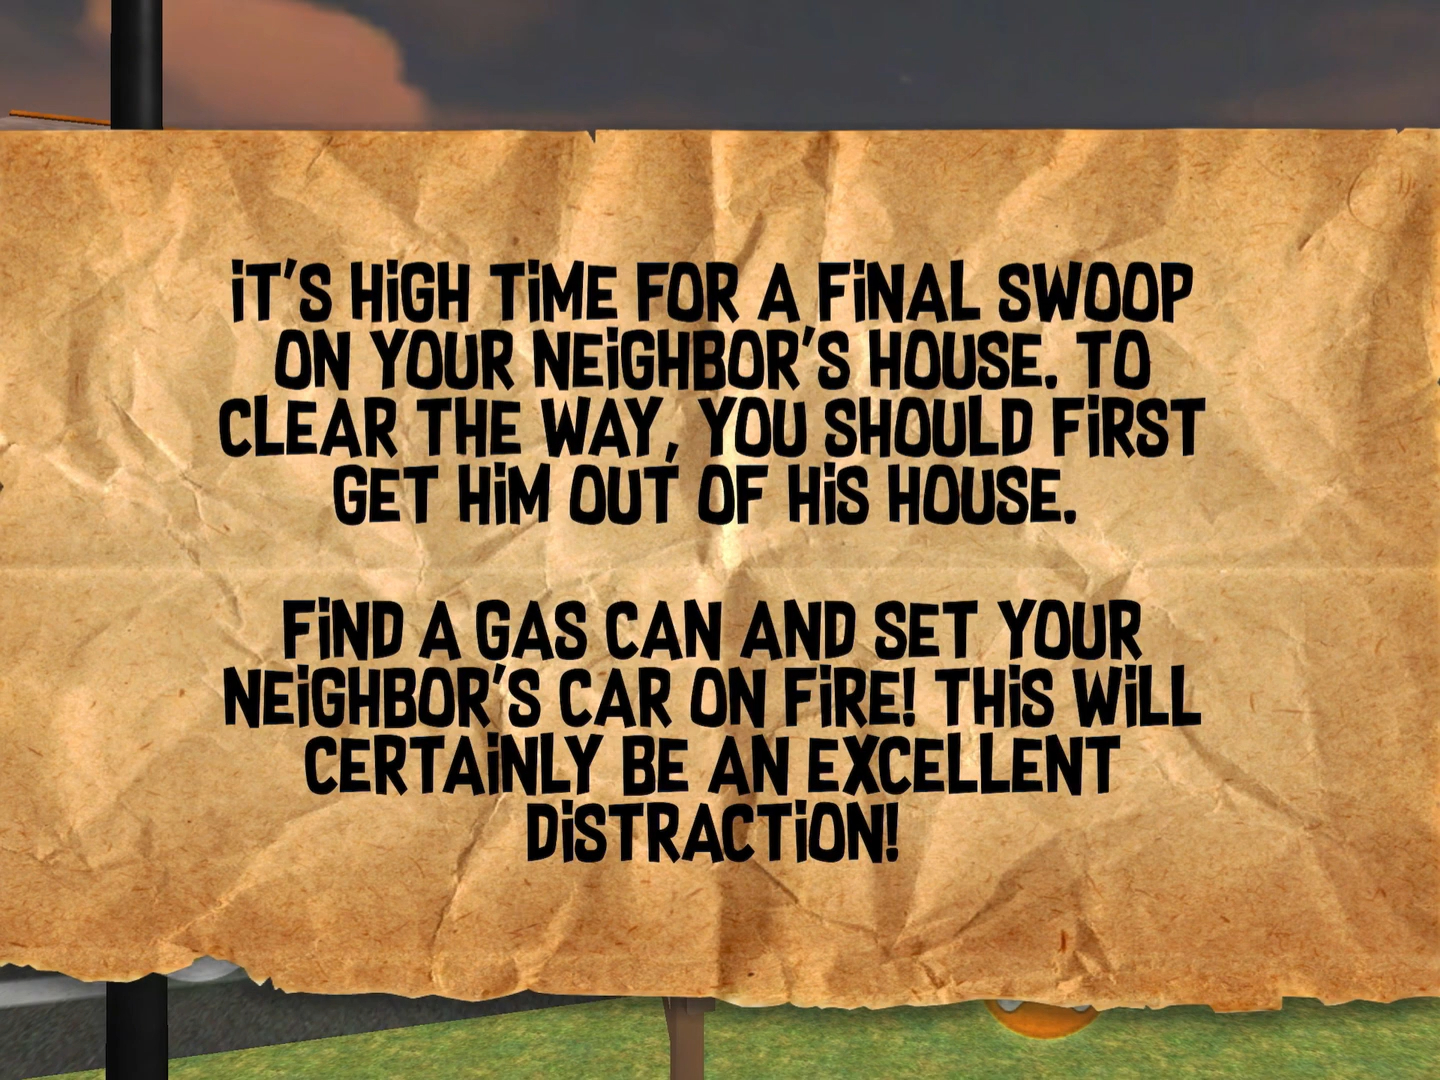 iT'S HiGH TiME FOR A FiNAL SWOOP
ON YOUR NEiGHBOR'S HOUSE. TO
CLEAR THE WAY, YOU SHOULD FiRST
GET HiM OUT OF HiS HOUSE.
FiND A GAS CAN AND SET YOUR
NEiGHBOR'S CAR ON FiRE! THiS WiLL
CERTAiNLY BE AN EXCELLENT
DiSTRACTiON!